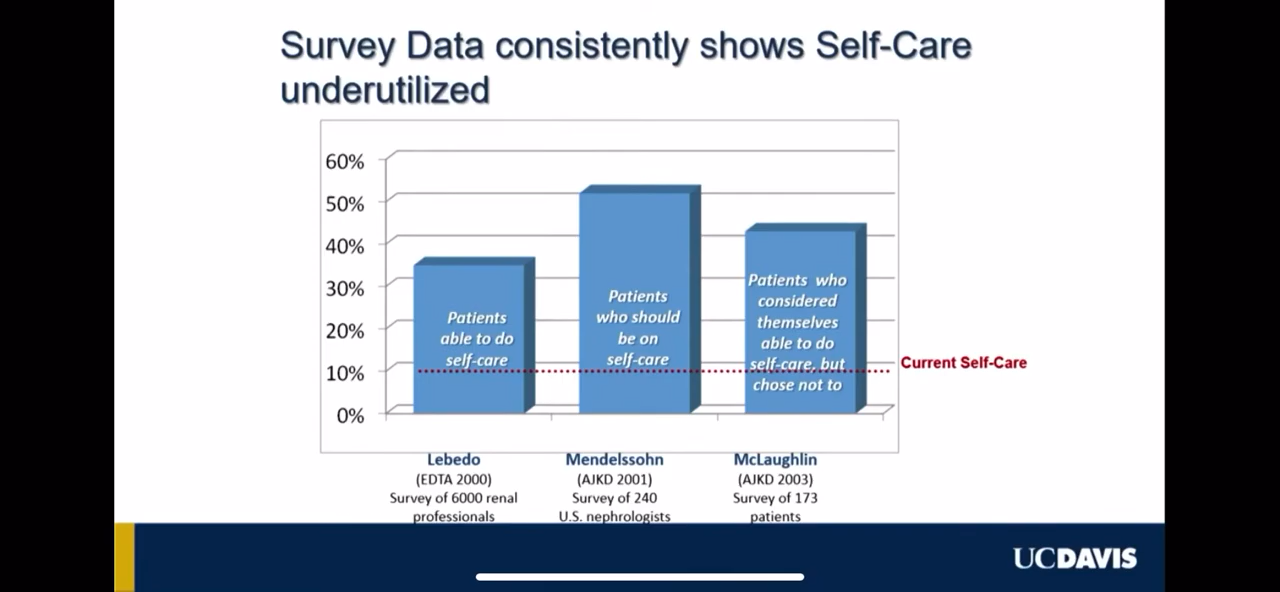 Survey Data consistently shows Self-Care
underutilized
60%
50%
40%
30%
20%
10%
0%
Patients
able to do
self-care
Patients
who should
be on
self-care
Patients who
considered
themselves
able to do
self-care, but
chose not to
Current Self-Care
Lebedo
(EDTA 2000)
Survey of 6000 renal
professionals
Mendelssohn
(AJKD 2001)
Survey of 240
U.S. nephrologists
McLaughlin
(AJKD 2003)
Survey of 173
patients
UCDAVIS